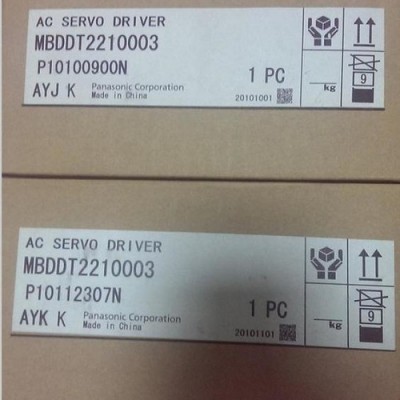 AC SERVO DRIVER
MBDDT2210003
P10100900N
1 PC
AYJ K
Panasonic Corporation
Made in China
20101001
kg
9
AC SERVO DRIVER
MBDDT2210003
P10112307N
1 PC
AYK K
Panasonic Corporation
Made in China
20101101
kg
9